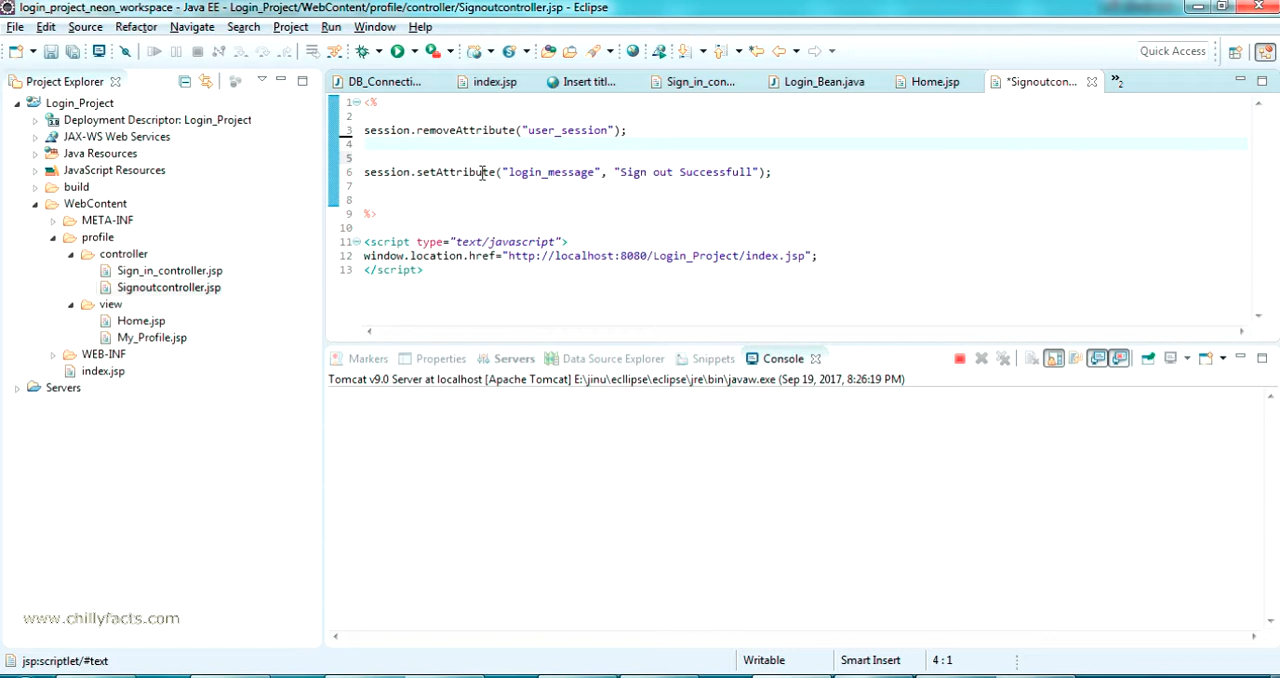 login_project_neon_workspace - Java EE - Login_Project/WebContent/profile/controller/Signoutcontroller.jsp - Eclipse
File Edit Source Refactor Navigate Search Project Run Window Help
Quick Access
Project Explorer
DB_Connecti... index.jsp Insert titl... Sign_in_con... Login_Bean.java Home.jsp *Signoutcon... »2
Login_Project
Deployment Descriptor: Login_Project
JAX-WS Web Services
Java Resources
JavaScript Resources
build
WebContent
META-INF
profile
controller
Sign_in_controller.jsp
Signoutcontroller.jsp
view
Home.jsp
My_Profile.jsp
WEB-INF
index.jsp
Servers
1 <%
2
3 session.removeAttribute("user_session");
4
5
6 session.setAttribute("login_message", "Sign out Successfull");
7
8
9 %>
10
11 <script type="text/javascript">
12 window.location.href="http://localhost:8080/Login_Project/index.jsp";
13 </script>
Markers Properties Servers Data Source Explorer Snippets Console
Tomcat v9.0 Server at localhost [Apache Tomcat] E:\jinu\ecllipse\eclipse\jre\bin\javaw.exe (Sep 19, 2017, 8:26:19 PM)
www.chillyfacts.com
jsp:scriptlet/#text Writable Smart Insert 4 : 1